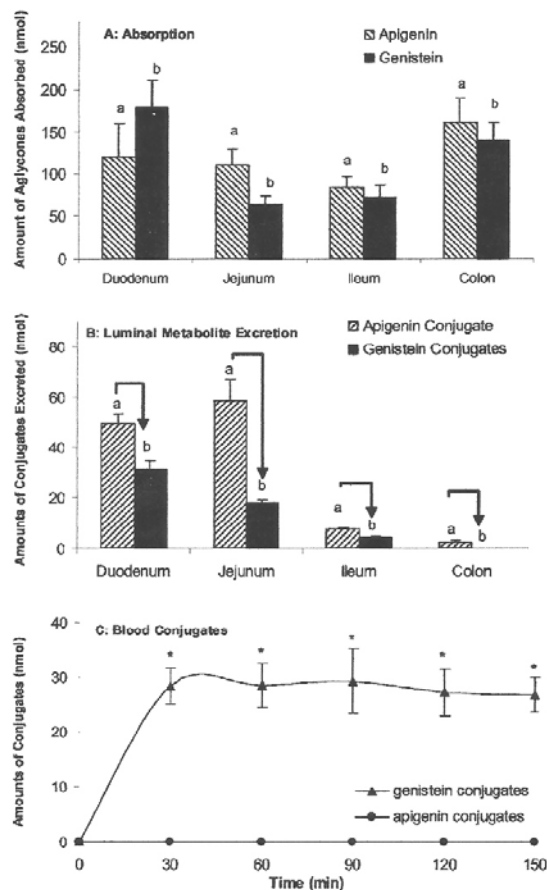 A: Absorption
Apigenin
Genistein
Amount of Aglycones Absorbed (nmol)
250
200
150
100
50
0
a b
a b
a b
a b
Duodenum Jejunum Ileum Colon
B: Luminal Metabolite Excretion
Apigenin Conjugate
Genistein Conjugates
Amounts of Conjugates Excreted (nmol)
80
60
40
20
0
a b
a b
a b
a b
Duodenum Jejunum Ileum Colon
C: Blood Conjugates
Amounts of Conjugates (nmol)
40
30
20
10
0
* * * * *
genistein conjugates
apigenin conjugates
0 30 60 90 120 150
Time (min)